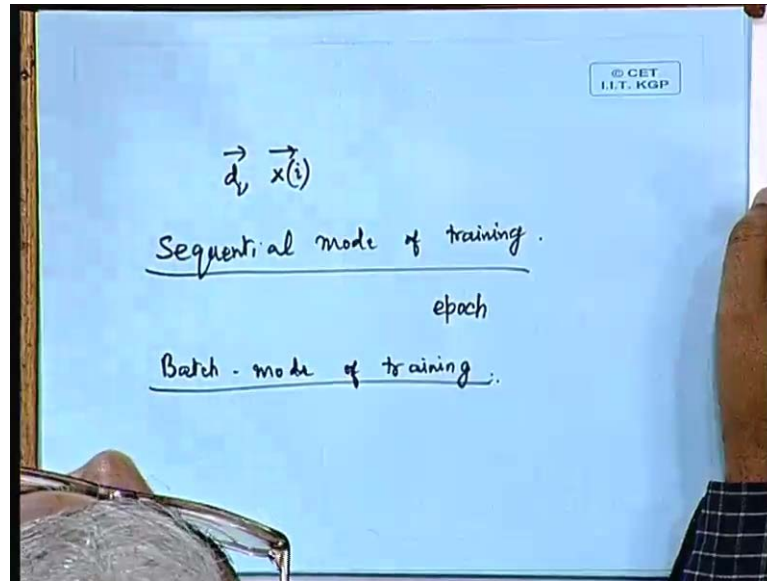 © CET
I.I.T. KGP
d, x(i)
Sequential mode of training.
epoch
Batch-mode of training.